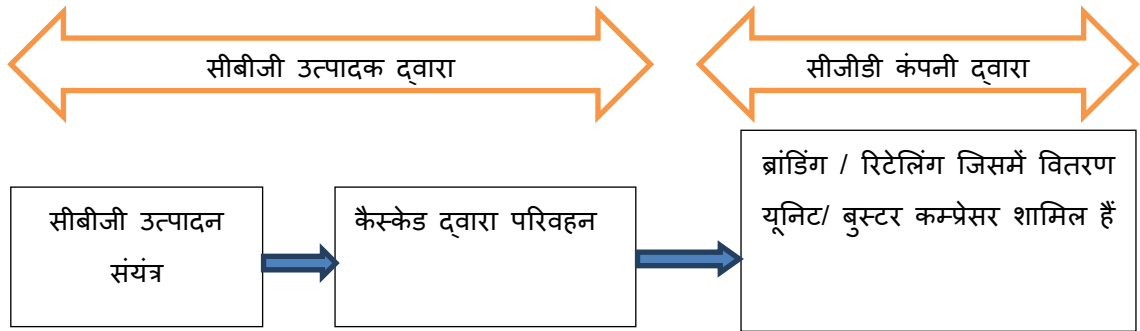 सीबीजी उत्पादक द्वारा
सीजीडी कंपनी द्वारा
सीबीजी उत्पादन
संयंत्र
कैस्केड द्वारा परिवहन
ब्रांडिंग / रिटेलिंग जिसमें वितरण
यूनिट/ बुस्टर कम्प्रेसर शामिल हैं